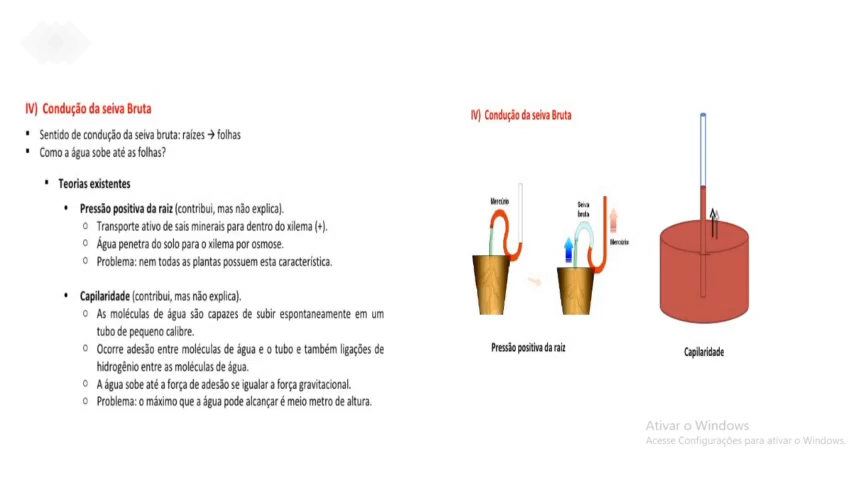 IV) Condução da seiva Bruta
▪ Sentido de condução da seiva bruta: raízes → folhas
▪ Como a água sobe até as folhas?
▪ Teorias existentes
• Pressão positiva da raiz (contribui, mas não explica).
o Transporte ativo de sais minerais para dentro do xilema (+).
o Água penetra do solo para o xilema por osmose.
o Problema: nem todas as plantas possuem esta característica.
• Capilaridade (contribui, mas não explica).
o As moléculas de água são capazes de subir espontaneamente em um
tubo de pequeno calibre.
o Ocorre adesão entre moléculas de água e o tubo e também ligações de
hidrogênio entre as moléculas de água.
o A água sobe até a força de adesão se igualar a força gravitacional.
o Problema: o máximo que a água pode alcançar é meio metro de altura.
IV) Condução da seiva Bruta
Mercúrio
Seiva
bruta
Mercúrio
Pressão positiva da raiz
Capilaridade
Ativar o Windows
Acesse Configurações para ativar o Windows.